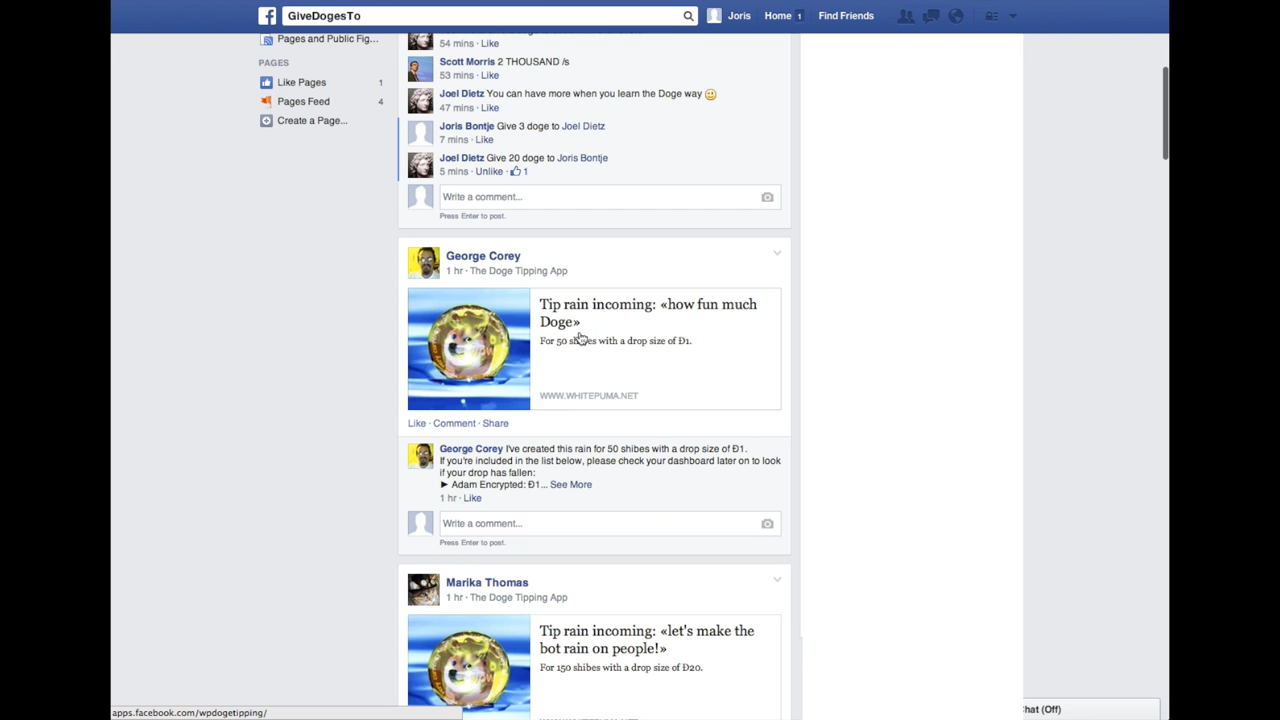 GiveDogesTo
Joris
Home 1
Find Friends
Pages and Public Fig...
PAGES
Like Pages 1
Pages Feed 4
Create a Page...
54 mins · Like
Scott Morris 2 THOUSAND /s
53 mins · Like
Joel Dietz You can have more when you learn the Doge way
47 mins · Like
Joris Bontje Give 3 doge to Joel Dietz
7 mins · Like
Joel Dietz Give 20 doge to Joris Bontje
5 mins · Unlike · 1
Write a comment...
Press Enter to post.
George Corey
1 hr · The Doge Tipping App
Tip rain incoming: «how fun much
Doge»
For 50 shibes with a drop size of Ð1.
WWW.WHITEPUMA.NET
Like · Comment · Share
George Corey I've created this rain for 50 shibes with a drop size of Ð1.
If you're included in the list below, please check your dashboard later on to look
if your drop has fallen:
► Adam Encrypted: Ð1... See More
1 hr · Like
Write a comment...
Press Enter to post.
Marika Thomas
1 hr · The Doge Tipping App
Tip rain incoming: «let's make the
bot rain on people!»
For 150 shibes with a drop size of Ð20.
apps.facebook.com/wpdogetipping/
Chat (Off)